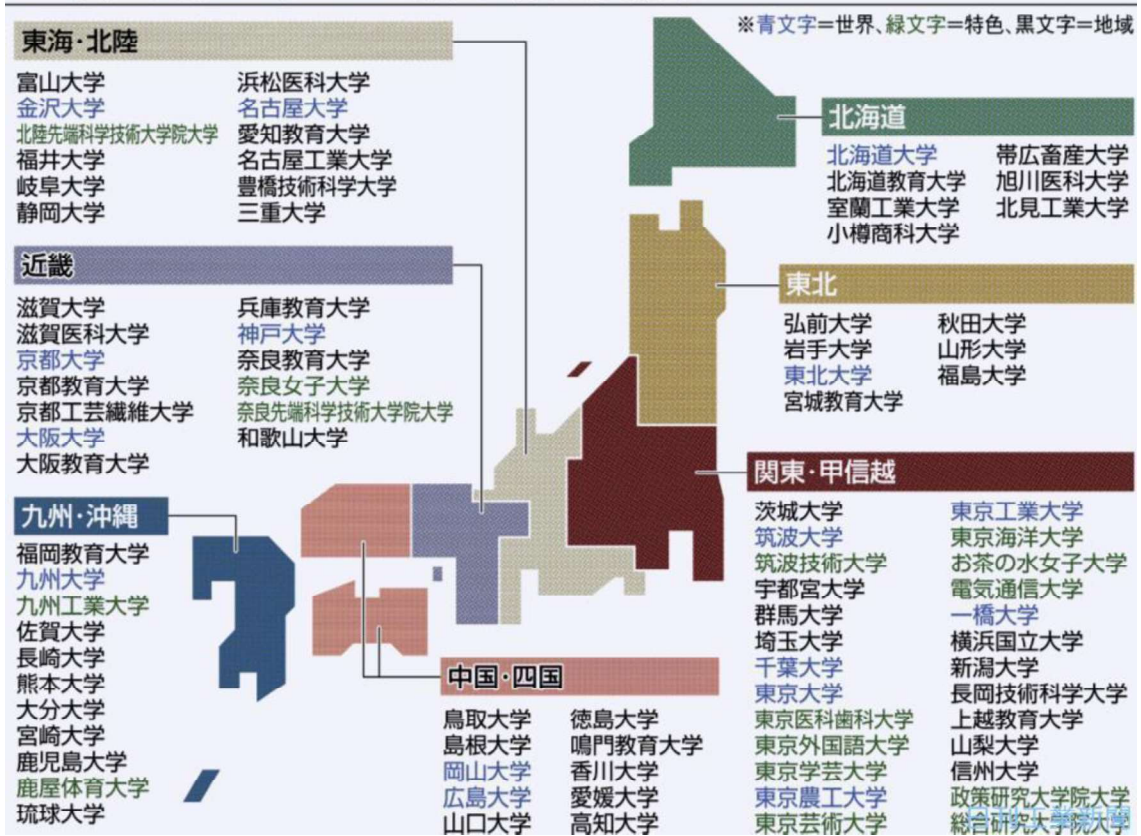 ※青文字=世界、緑文字=特色、黒文字=地域
東海・北陸
富山大学
金沢大学
北陸先端科学技術大学院大学
福井大学
岐阜大学
静岡大学
浜松医科大学
名古屋大学
愛知教育大学
名古屋工業大学
豊橋技術科学大学
三重大学
北海道
北海道大学
北海道教育大学
室蘭工業大学
小樽商科大学
帯広畜産大学
旭川医科大学
北見工業大学
近畿
滋賀大学
滋賀医科大学
京都大学
京都教育大学
京都工芸繊維大学
大阪大学
大阪教育大学
兵庫教育大学
神戸大学
奈良教育大学
奈良女子大学
奈良先端科学技術大学院大学
和歌山大学
東北
弘前大学
岩手大学
東北大学
宮城教育大学
秋田大学
山形大学
福島大学
関東・甲信越
茨城大学
筑波大学
筑波技術大学
宇都宮大学
群馬大学
埼玉大学
千葉大学
東京大学
東京医科歯科大学
東京外国語大学
東京学芸大学
東京農工大学
東京芸術大学
東京工業大学
東京海洋大学
お茶の水女子大学
電気通信大学
一橋大学
横浜国立大学
新潟大学
長岡技術科学大学
上越教育大学
山梨大学
信州大学
政策研究大学院大学
総合研究大学院大学
九州・沖縄
福岡教育大学
九州大学
九州工業大学
佐賀大学
長崎大学
熊本大学
大分大学
宮崎大学
鹿児島大学
鹿屋体育大学
琉球大学
中国・四国
鳥取大学
島根大学
岡山大学
広島大学
山口大学
徳島大学
鳴門教育大学
香川大学
愛媛大学
高知大学
日刊工業新聞